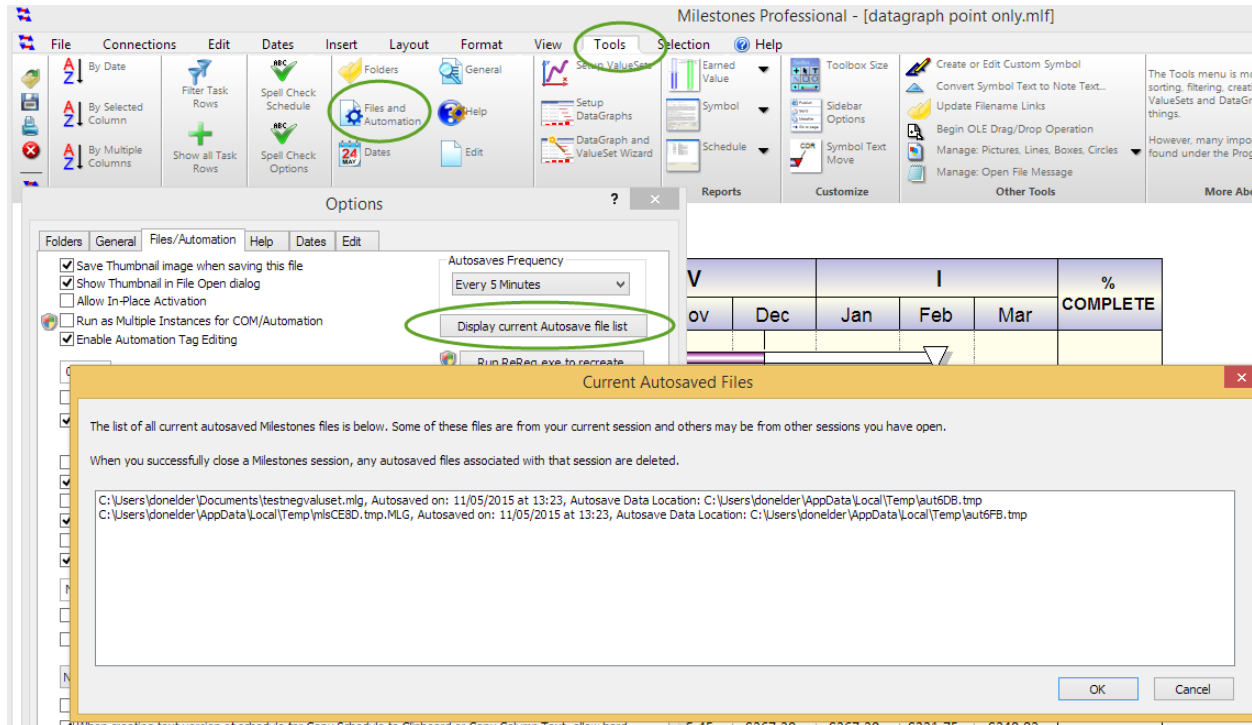 Milestones Professional - [datagraph point only.mlf]
File Connections Edit Dates Insert Layout Format View Tools Selection Help
By Date
By Selected Column
By Multiple Columns
Filter Task Rows
Show all Task Rows
ABC
Spell Check Schedule
ABC
Spell Check Options
Folders
Files and Automation
24 MAY Dates
General
Help
Edit
Setup ValueSets
Setup DataGraphs
DataGraph and ValueSet Wizard
Earned Value
Symbol
Schedule
Reports
Toolbox Size
Sidebar Options
Symbol Text Move
Customize
Create or Edit Custom Symbol
Convert Symbol Text to Note Text...
Update Filename Links
Begin OLE Drag/Drop Operation
Manage: Pictures, Lines, Boxes, Circles
Manage: Open File Message
Other Tools
The Tools menu is mo
sorting, filtering, creati
ValueSets and DataGr
things.
However, many impo
found under the Prog
More Abo
Options ?
Folders General Files/Automation Help Dates Edit
Save Thumbnail image when saving this file
Show Thumbnail in File Open dialog
Allow In-Place Activation
Run as Multiple Instances for COM/Automation
Enable Automation Tag Editing
Autosaves Frequency
Every 5 Minutes
Display current Autosave file list
Run ReReg.exe to recreate
V I %
COMPLETE
ov Dec Jan Feb Mar
Current Autosaved Files
The list of all current autosaved Milestones files is below. Some of these files are from your current session and others may be from other sessions you have open.
When you successfully close a Milestones session, any autosaved files associated with that session are deleted.
C:\Users\donelder\Documents\testnegvaluset.mlg, Autosaved on: 11/05/2015 at 13:23, Autosave Data Location: C:\Users\donelder\AppData\Local\Temp\aut6DB.tmp
C:\Users\donelder\AppData\Local\Temp\mlsCE8D.tmp.MLG, Autosaved on: 11/05/2015 at 13:23, Autosave Data Location: C:\Users\donelder\AppData\Local\Temp\aut6FB.tmp
OK Cancel